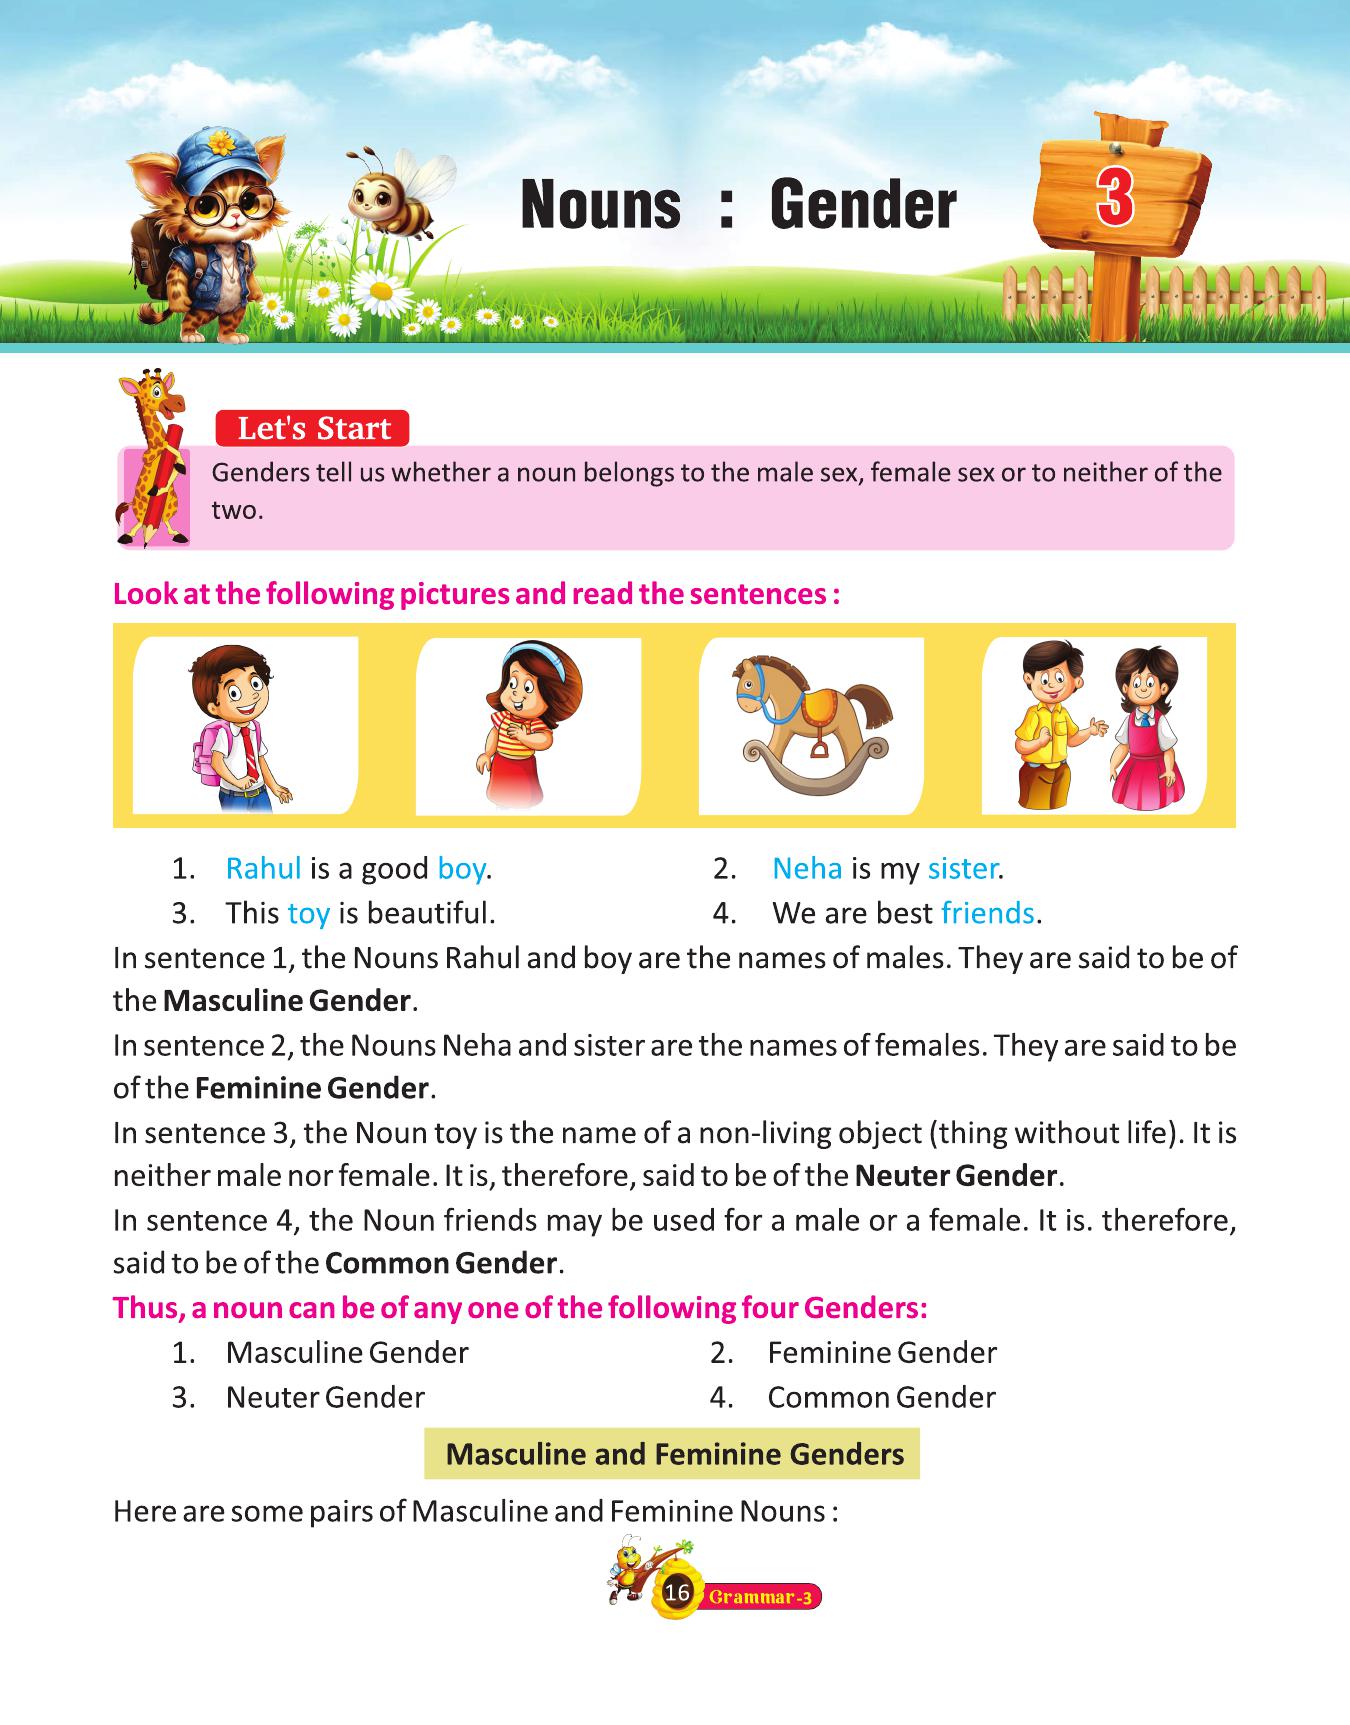 Nouns : Gender
3
Let's Start
Genders tell us whether a noun belongs to the male sex, female sex or to neither of the
two.
Look at the following pictures and read the sentences :
1. Rahul is a good boy.
2. Neha is my sister.
3. This toy is beautiful.
4. We are best friends.
In sentence 1, the Nouns Rahul and boy are the names of males. They are said to be of
the Masculine Gender.
In sentence 2, the Nouns Neha and sister are the names of females. They are said to be
of the Feminine Gender.
In sentence 3, the Noun toy is the name of a non-living object (thing without life). It is
neither male nor female. It is, therefore, said to be of the Neuter Gender.
In sentence 4, the Noun friends may be used for a male or a female. It is. therefore,
said to be of the Common Gender.
Thus, a noun can be of any one of the following four Genders:
1. Masculine Gender
2. Feminine Gender
3. Neuter Gender
4. Common Gender
Masculine and Feminine Genders
Here are some pairs of Masculine and Feminine Nouns :
16
Grammar-3